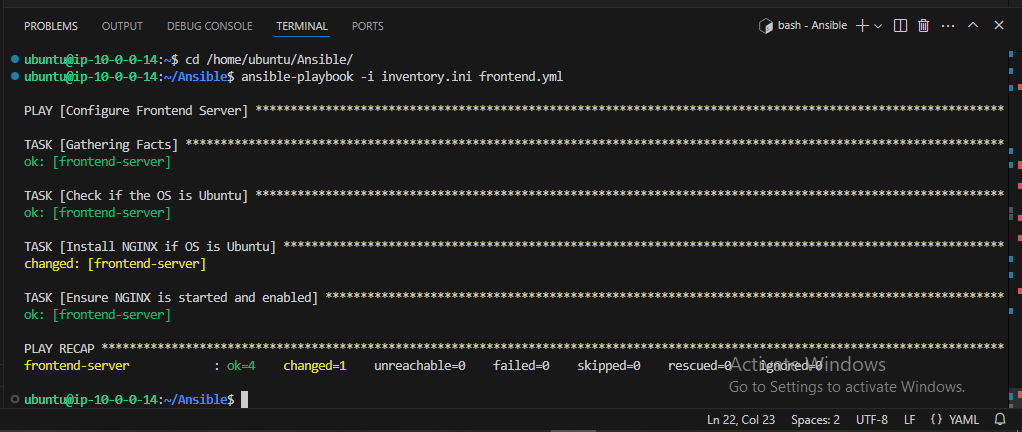 PROBLEMS OUTPUT DEBUG CONSOLE TERMINAL PORTS bash - Ansible
ubuntu@ip-10-0-0-14:~$ cd /home/ubuntu/Ansible/
ubuntu@ip-10-0-0-14:~/Ansible$ ansible-playbook -i inventory.ini frontend.yml
PLAY [Configure Frontend Server] ***********************************************************************************************************
TASK [Gathering Facts] *********************************************************************************************************************
ok: [frontend-server]
TASK [Check if the OS is Ubuntu] ***********************************************************************************************************
ok: [frontend-server]
TASK [Install NGINX if OS is Ubuntu] *******************************************************************************************************
changed: [frontend-server]
TASK [Ensure NGINX is started and enabled] *************************************************************************************************
ok: [frontend-server]
PLAY RECAP *********************************************************************************************************************************
frontend-server : ok=4 changed=1 unreachable=0 failed=0 skipped=0 rescued=0 ignored=0
Activate Windows
Go to Settings to activate Windows.
ubuntu@ip-10-0-0-14:~/Ansible$
Ln 22, Col 23 Spaces: 2 UTF-8 LF {} YAML